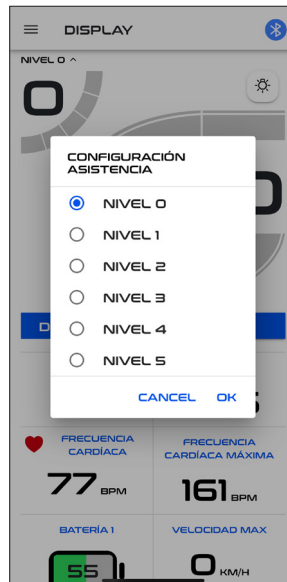 DISPLAY
NIVEL 0 ^
0
CONFIGURACIÓN
ASISTENCIA
NIVEL 0
NIVEL 1
NIVEL 2
NIVEL 3
NIVEL 4
NIVEL 5
CANCEL OK
FRECUENCIA
CARDÍACA
77 BPM
FRECUENCIA
CARDÍACA MÁXIMA
161 BPM
BATERÍA 1
55
VELOCIDAD MAX
0 KM/H